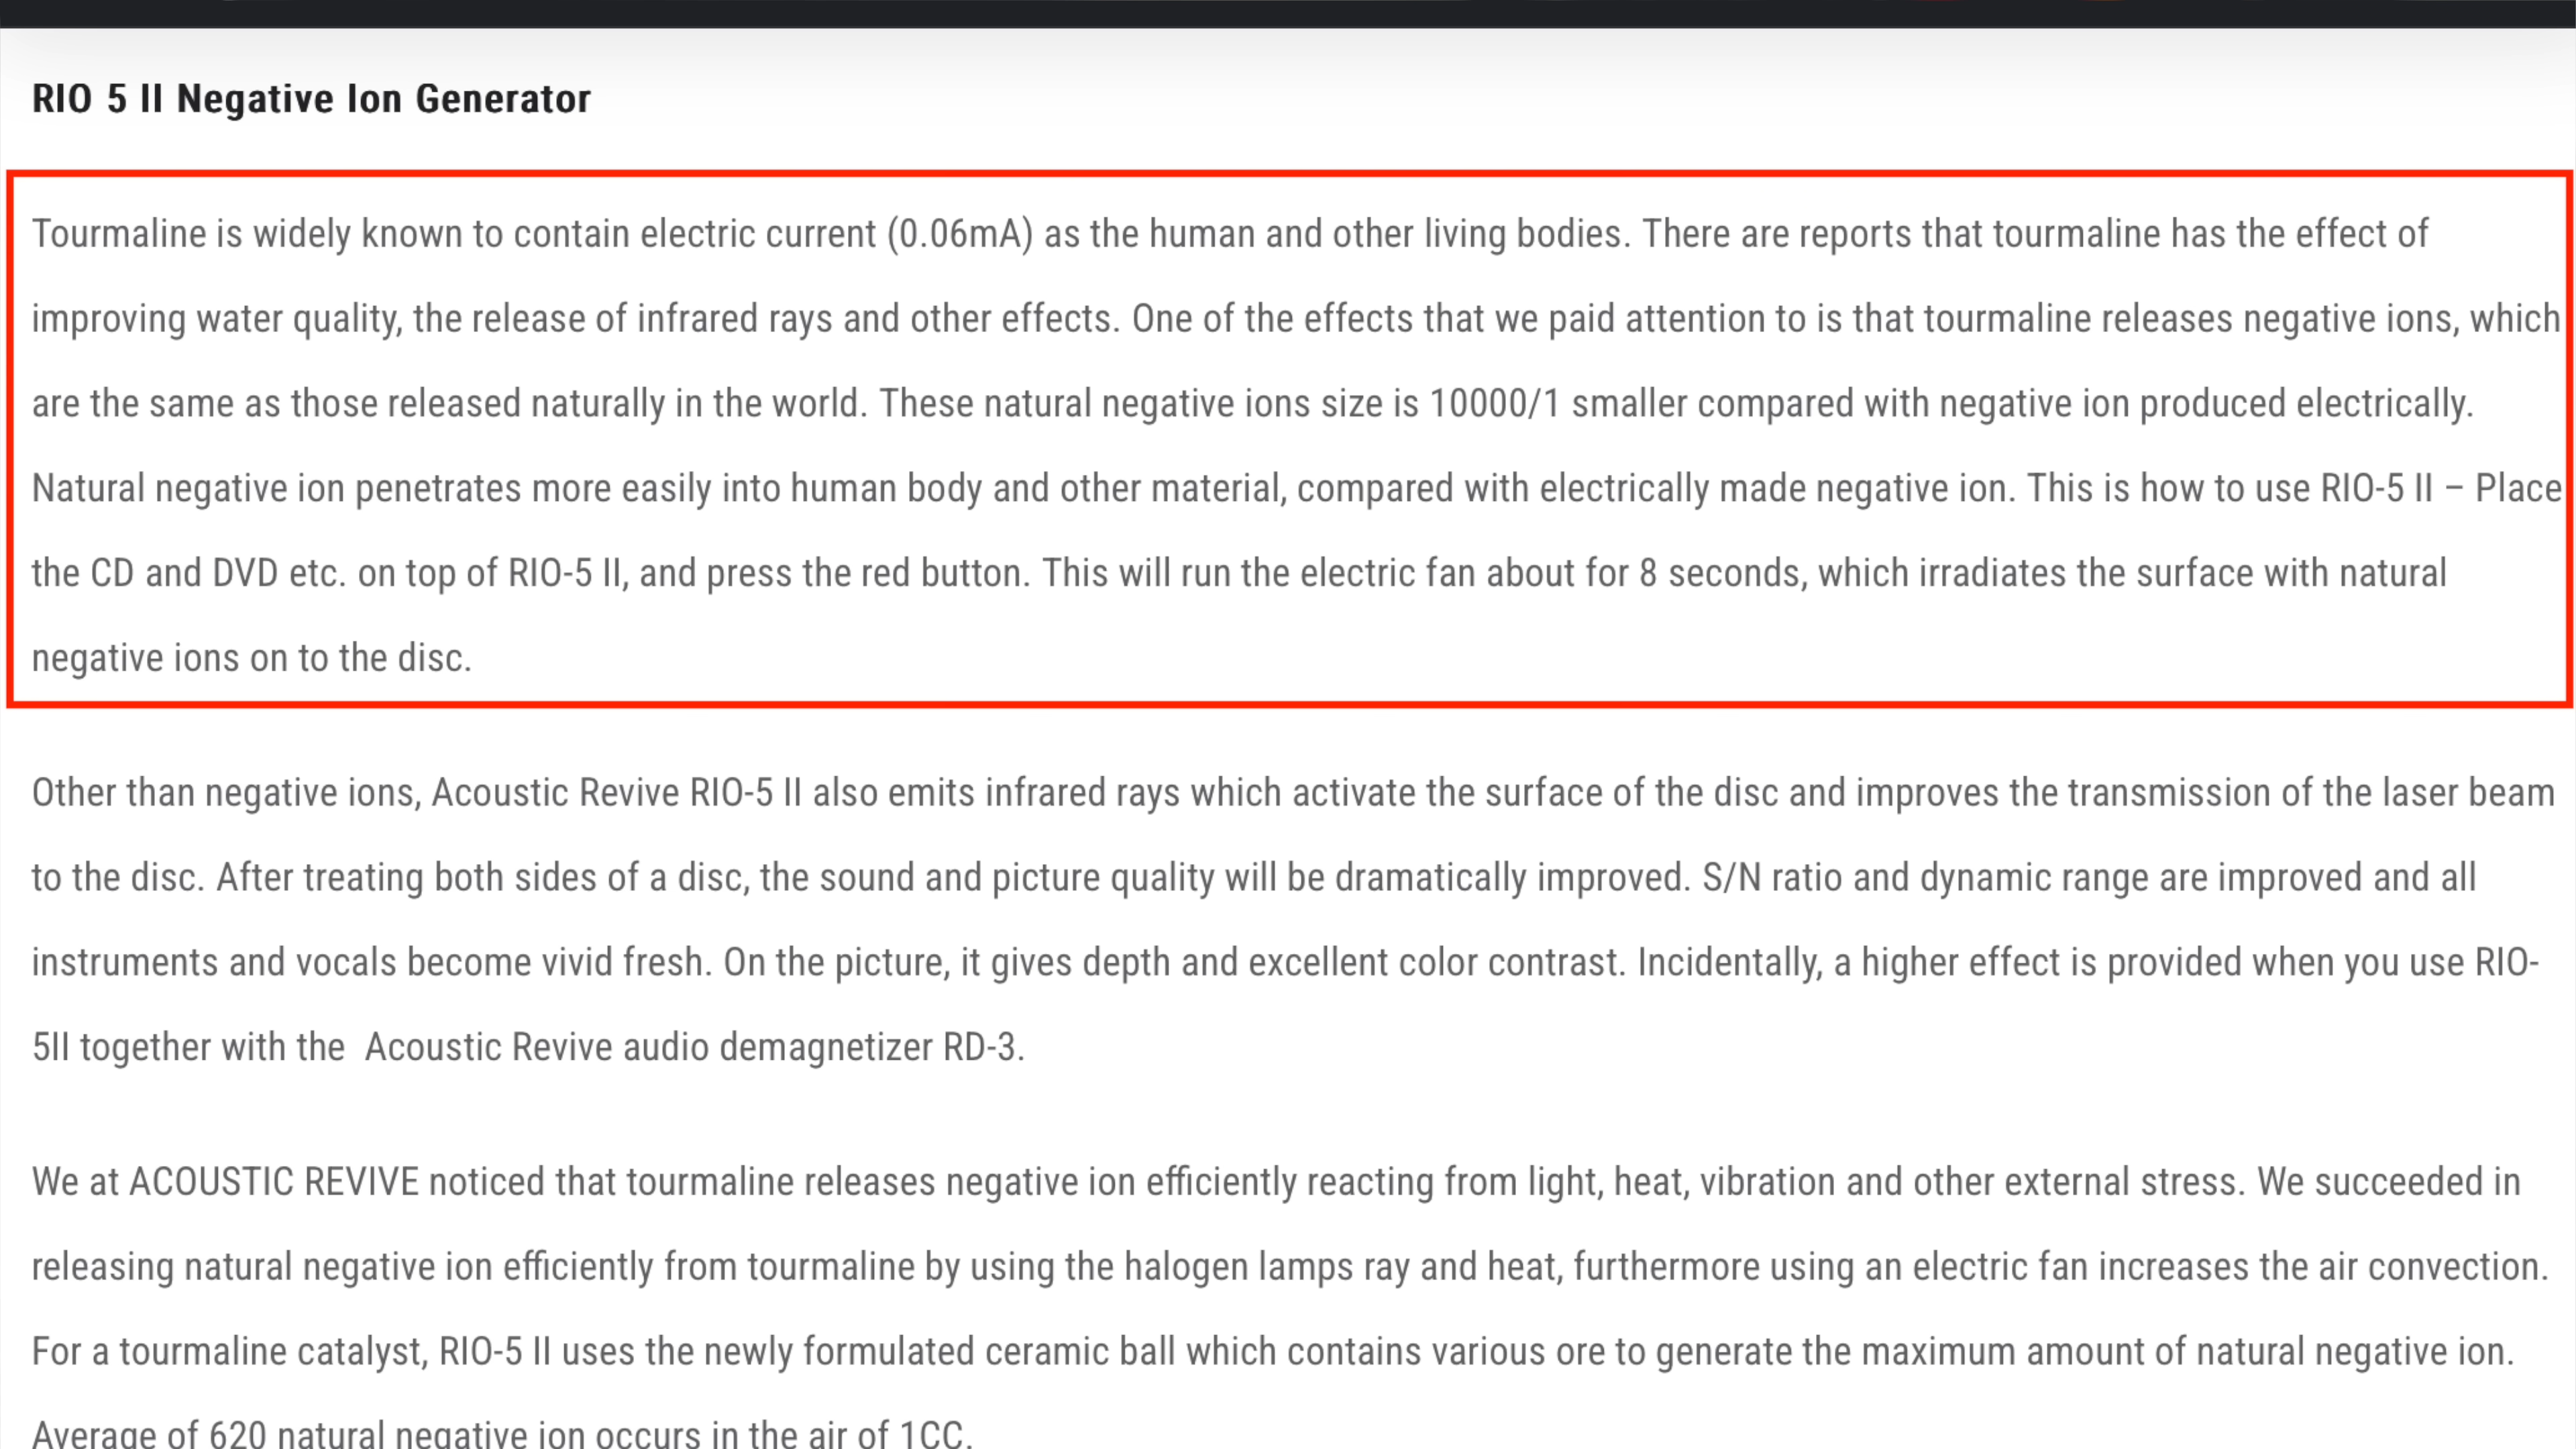 RIO 5 II Negative Ion Generator
Tourmaline is widely known to contain electric current (0.06mA) as the human and other living bodies. There are reports that tourmaline has the effect of
improving water quality, the release of infrared rays and other effects. One of the effects that we paid attention to is that tourmaline releases negative ions, which
are the same as those released naturally in the world. These natural negative ions size is 10000/1 smaller compared with negative ion produced electrically.
Natural negative ion penetrates more easily into human body and other material, compared with electrically made negative ion. This is how to use RIO-5 II – Place
the CD and DVD etc. on top of RIO-5 II, and press the red button. This will run the electric fan about for 8 seconds, which irradiates the surface with natural
negative ions on to the disc.
Other than negative ions, Acoustic Revive RIO-5 II also emits infrared rays which activate the surface of the disc and improves the transmission of the laser beam
to the disc. After treating both sides of a disc, the sound and picture quality will be dramatically improved. S/N ratio and dynamic range are improved and all
instruments and vocals become vivid fresh. On the picture, it gives depth and excellent color contrast. Incidentally, a higher effect is provided when you use RIO-
5II together with the  Acoustic Revive audio demagnetizer RD-3.
We at ACOUSTIC REVIVE noticed that tourmaline releases negative ion efficiently reacting from light, heat, vibration and other external stress. We succeeded in
releasing natural negative ion efficiently from tourmaline by using the halogen lamps ray and heat, furthermore using an electric fan increases the air convection.
For a tourmaline catalyst, RIO-5 II uses the newly formulated ceramic ball which contains various ore to generate the maximum amount of natural negative ion.
Average of 620 natural negative ion occurs in the air of 1CC.